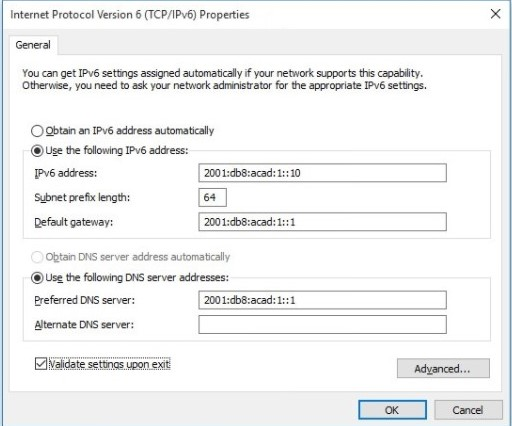 Internet Protocol Version 6 (TCP/IPv6) Properties
General
You can get IPv6 settings assigned automatically if your network supports this capability.
Otherwise, you need to ask your network administrator for the appropriate IPv6 settings.
Obtain an IPv6 address automatically
Use the following IPv6 address:
IPv6 address: 2001:db8:acad:1::10
Subnet prefix length: 64
Default gateway: 2001:db8:acad:1::1
Obtain DNS server address automatically
Use the following DNS server addresses:
Preferred DNS server: 2001:db8:acad:1::1
Alternate DNS server:
Validate settings upon exit
Advanced...
OK Cancel